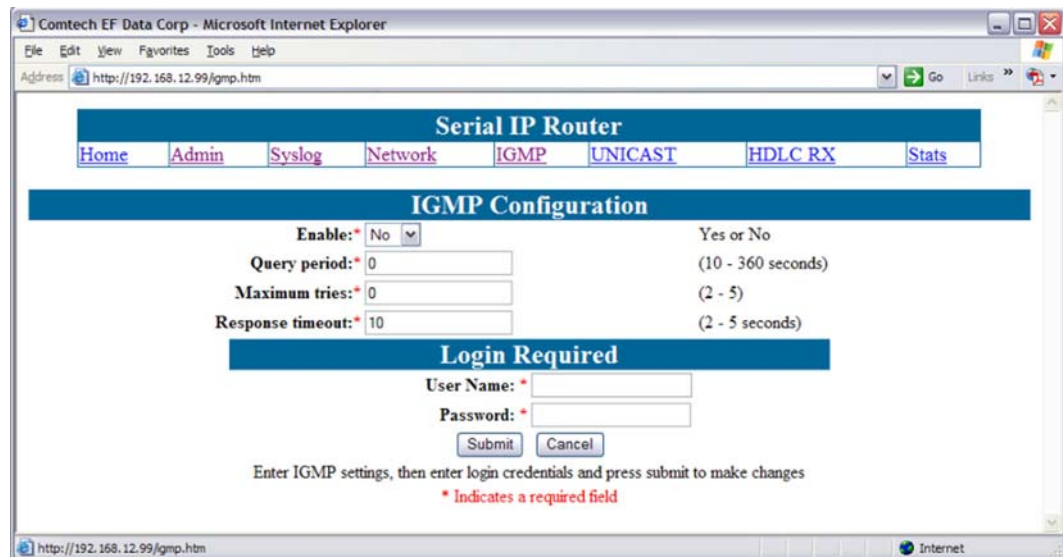 Comtech EF Data Corp - Microsoft Internet Explorer
File Edit View Favorites Tools Help
Address http://192.168.12.99/igmp.htm Go Links »
Serial IP Router
Home Admin Syslog Network IGMP UNICAST HDLC RX Stats
IGMP Configuration
Enable:* No Yes or No
Query period:* 0 (10 - 360 seconds)
Maximum tries:* 0 (2 - 5)
Response timeout:* 10 (2 - 5 seconds)
Login Required
User Name: *
Password: *
Submit Cancel
Enter IGMP settings, then enter login credentials and press submit to make changes
* Indicates a required field
http://192.168.12.99/igmp.htm Internet